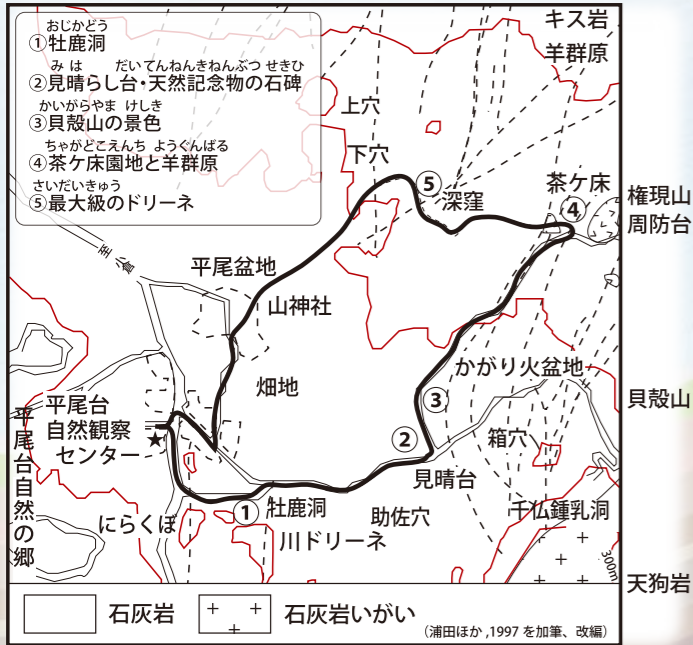 おじかどう
①牡鹿洞
み は だいてんねんきねんぶつ せきひ
②見晴らし台・天然記念物の石碑
かいがらやま けしき
③貝殻山の景色
ちゃがどこえんち ようぐんばる
④茶ケ床園地と羊群原
さいだいきゅう
⑤最大級のドリーネ
キス岩
羊群原
上穴
下穴
⑤
深窪
茶ケ床
④
権現山
周防台
至小倉
平尾盆地
山神社
畑地
かがり火盆地
③
貝殻山
平尾台
自然観察
センター
★
平尾台自然の郷
②
箱穴
見晴台
にらくぼ
①
牡鹿洞
助佐穴
千仏鍾乳洞
川ドリーネ
300m
天狗岩
石灰岩
石灰岩いがい
(浦田ほか,1997を加筆、改編)